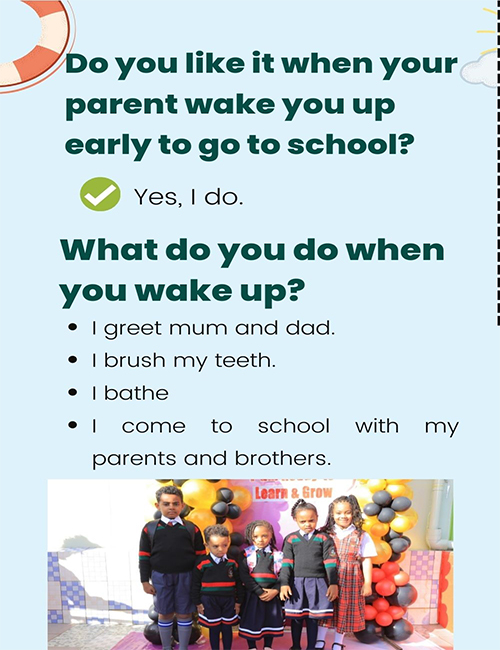 Do you like it when your
parent wake you up
early to go to school?
Yes, I do.
What do you do when
you wake up?
• I greet mum and dad.
• I brush my teeth.
• I bathe
• I come to school with my
parents and brothers.
Learn & Grow